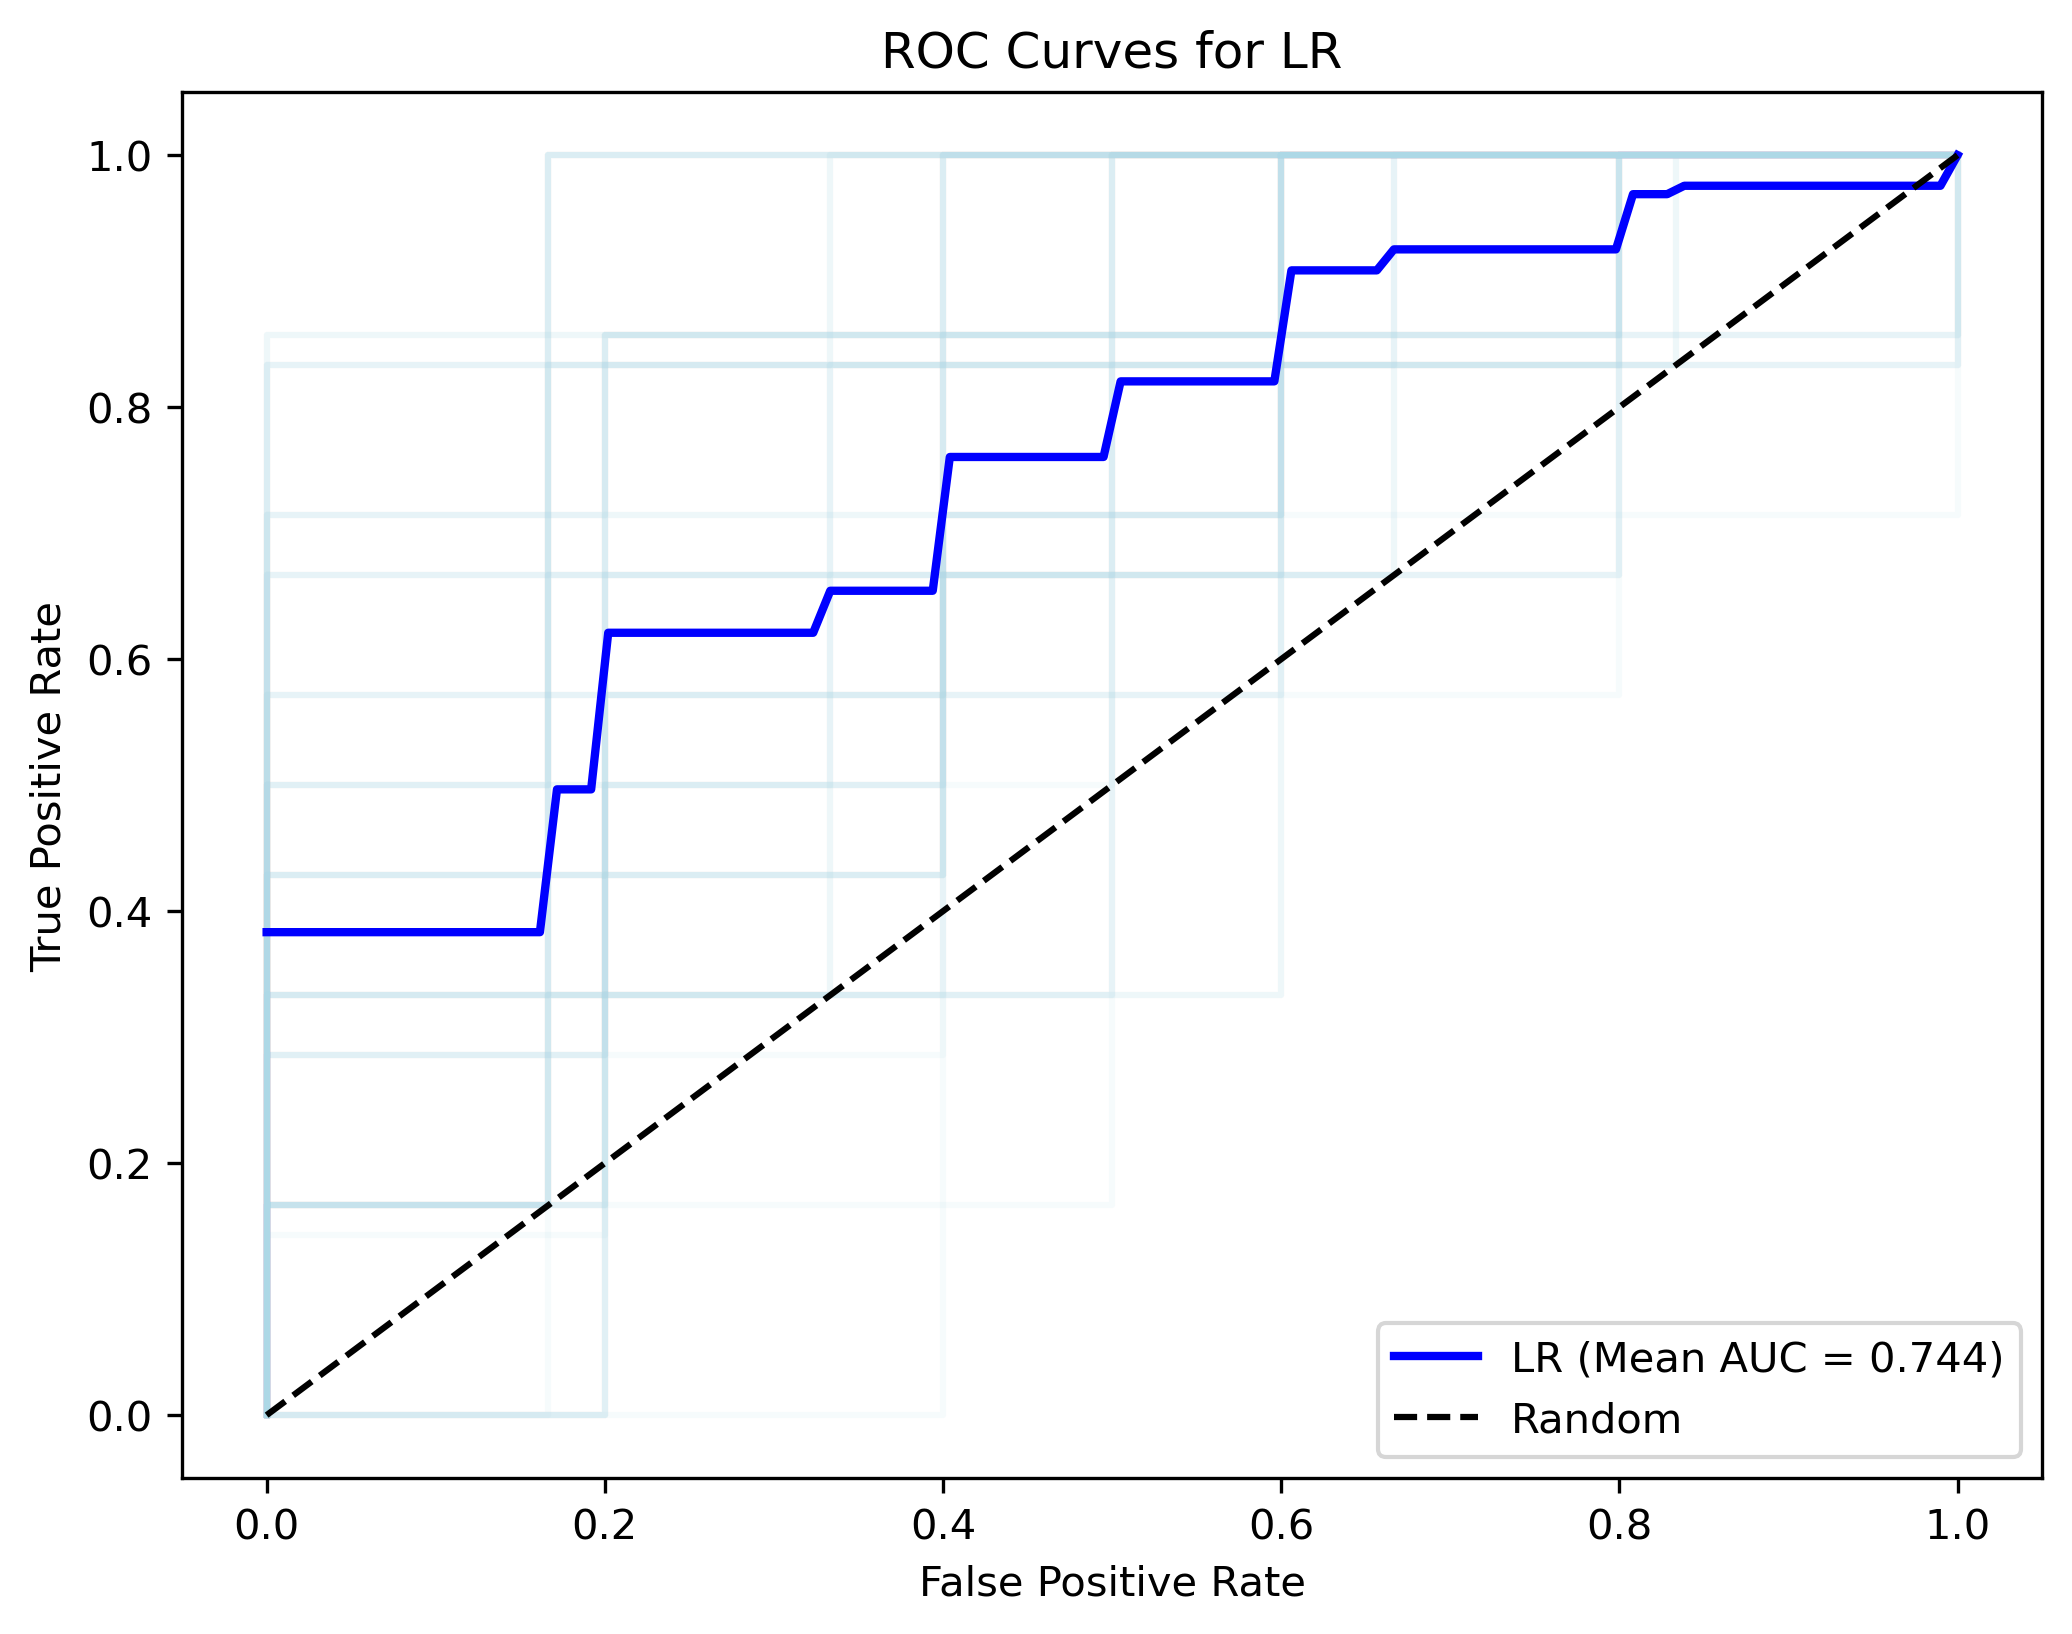 ROC Curves for LR
1.0
0.8
0.6
0.4
0.2
0.0
True Positive Rate
LR (Mean AUC = 0.744)
Random
0.0 0.2 0.4 0.6 0.8 1.0
False Positive Rate